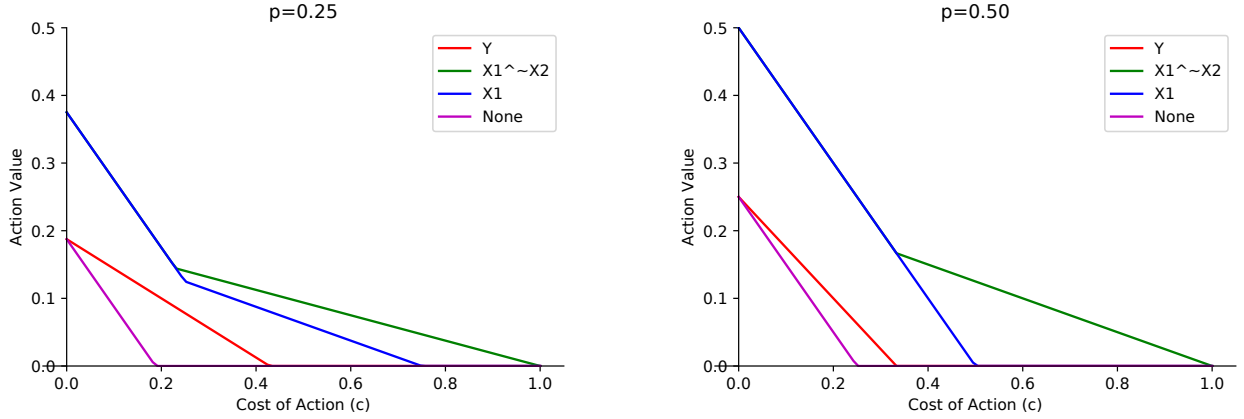 p=0.25
0.5
0.4
0.3
0.2
0.1
0.0
Action Value
0.0 0.2 0.4 0.6 0.8 1.0
Cost of Action (c)
Y
X1^~X2
X1
None
p=0.50
0.5
0.4
0.3
0.2
0.1
0.0
Action Value
0.0 0.2 0.4 0.6 0.8 1.0
Cost of Action (c)
Y
X1^~X2
X1
None